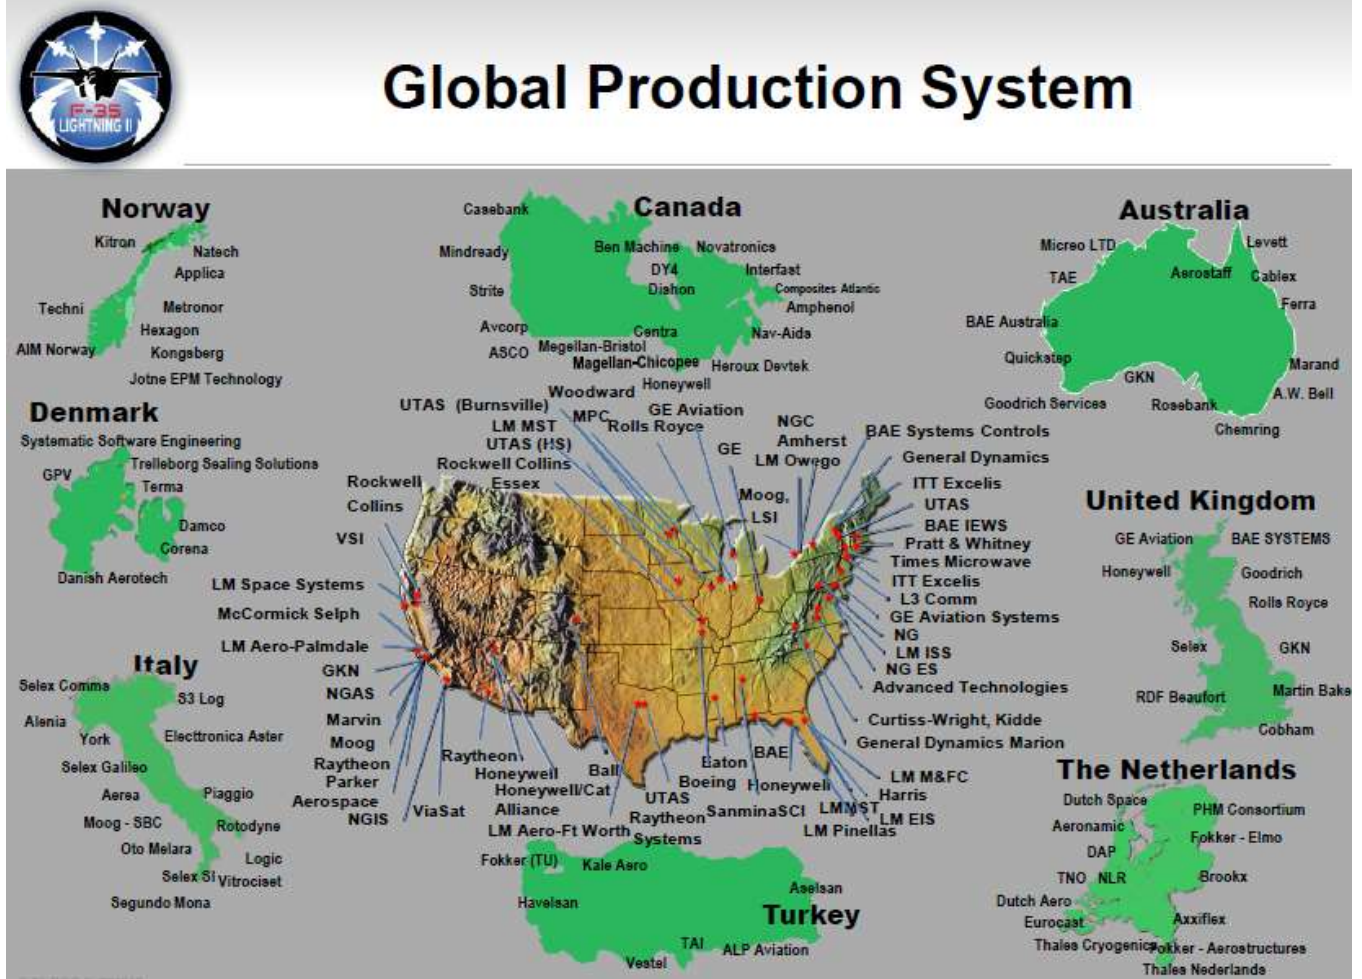 F-35
LIGHTNING II
Global Production System
Norway
Kitron
Natech
Applica
Techni
Metronor
Hexagon
AIM Norway
Kongsberg
Jotne EPM Technology
Canada
Casebank
Mindready
Ben Machine
Novatronics
DY4
Interfast
Strite
Dishon
Composites Atlantic
Amphenol
Avcorp
Centra
Nav-Aids
ASCO
Megellan-Bristol
Magellan-Chicopee
Heroux Devtek
Honeywell
Australia
Micreo LTD
Levett
TAE
Aerostaff
Cablex
Ferra
BAE Australia
Quickstep
Marand
GKN
A.W. Bell
Goodrich Services
Rosebank
Chemring
Denmark
Systematic Software Engineering
Trelleborg Sealing Solutions
GPV
Terma
Damco
Corena
Danish Aerotech
Woodward
UTAS (Burnsville)
MPC
GE Aviation
LM MST
Rolls Royce
UTAS (HS)
Rockwell Collins
Essex
GE
NGC
Amherst
LM Owego
Moog,
LSI
Rockwell
Collins
VSI
LM Space Systems
McCormick Selph
LM Aero-Palmdale
GKN
NGAS
Marvin
Moog
Raytheon
Parker
Aerospace
NGIS
ViaSat
Raytheon
Honeywell
Honeywell/Cat
Alliance
Ball
LM Aero-Ft Worth
UTAS
Raytheon
Systems
Eaton
Boeing
BAE
Honeywell
SanminaSCI
LMMST
LM Pinellas
LM EIS
Harris
LM M&FC
BAE Systems Controls
General Dynamics
ITT Excelis
UTAS
BAE IEWS
Pratt & Whitney
Times Microwave
ITT Excelis
L3 Comm
GE Aviation Systems
NG
LM ISS
NG ES
Advanced Technologies
Curtiss-Wright, Kidde
General Dynamics Marion
United Kingdom
GE Aviation
BAE SYSTEMS
Honeywell
Goodrich
Rolls Royce
Selex
GKN
RDF Beaufort
Martin Bake
Cobham
Italy
Selex Comms
S3 Log
Alenia
York
Electtronica Aster
Selex Galileo
Aerea
Piaggio
Moog - SBC
Rotodyne
Oto Melara
Logic
Selex SI
Vitrociset
Segundo Mona
Fokker (TU)
Kale Aero
Aselsan
Havelsan
Turkey
TAI
ALP Aviation
Vestel
The Netherlands
Dutch Space
PHM Consortium
Aeronamic
Fokker - Elmo
DAP
TNO
NLR
Brookx
Dutch Aero
Eurocast
Axxiflex
Thales Cryogenics
Fokker - Aerostructures
Thales Nederlands